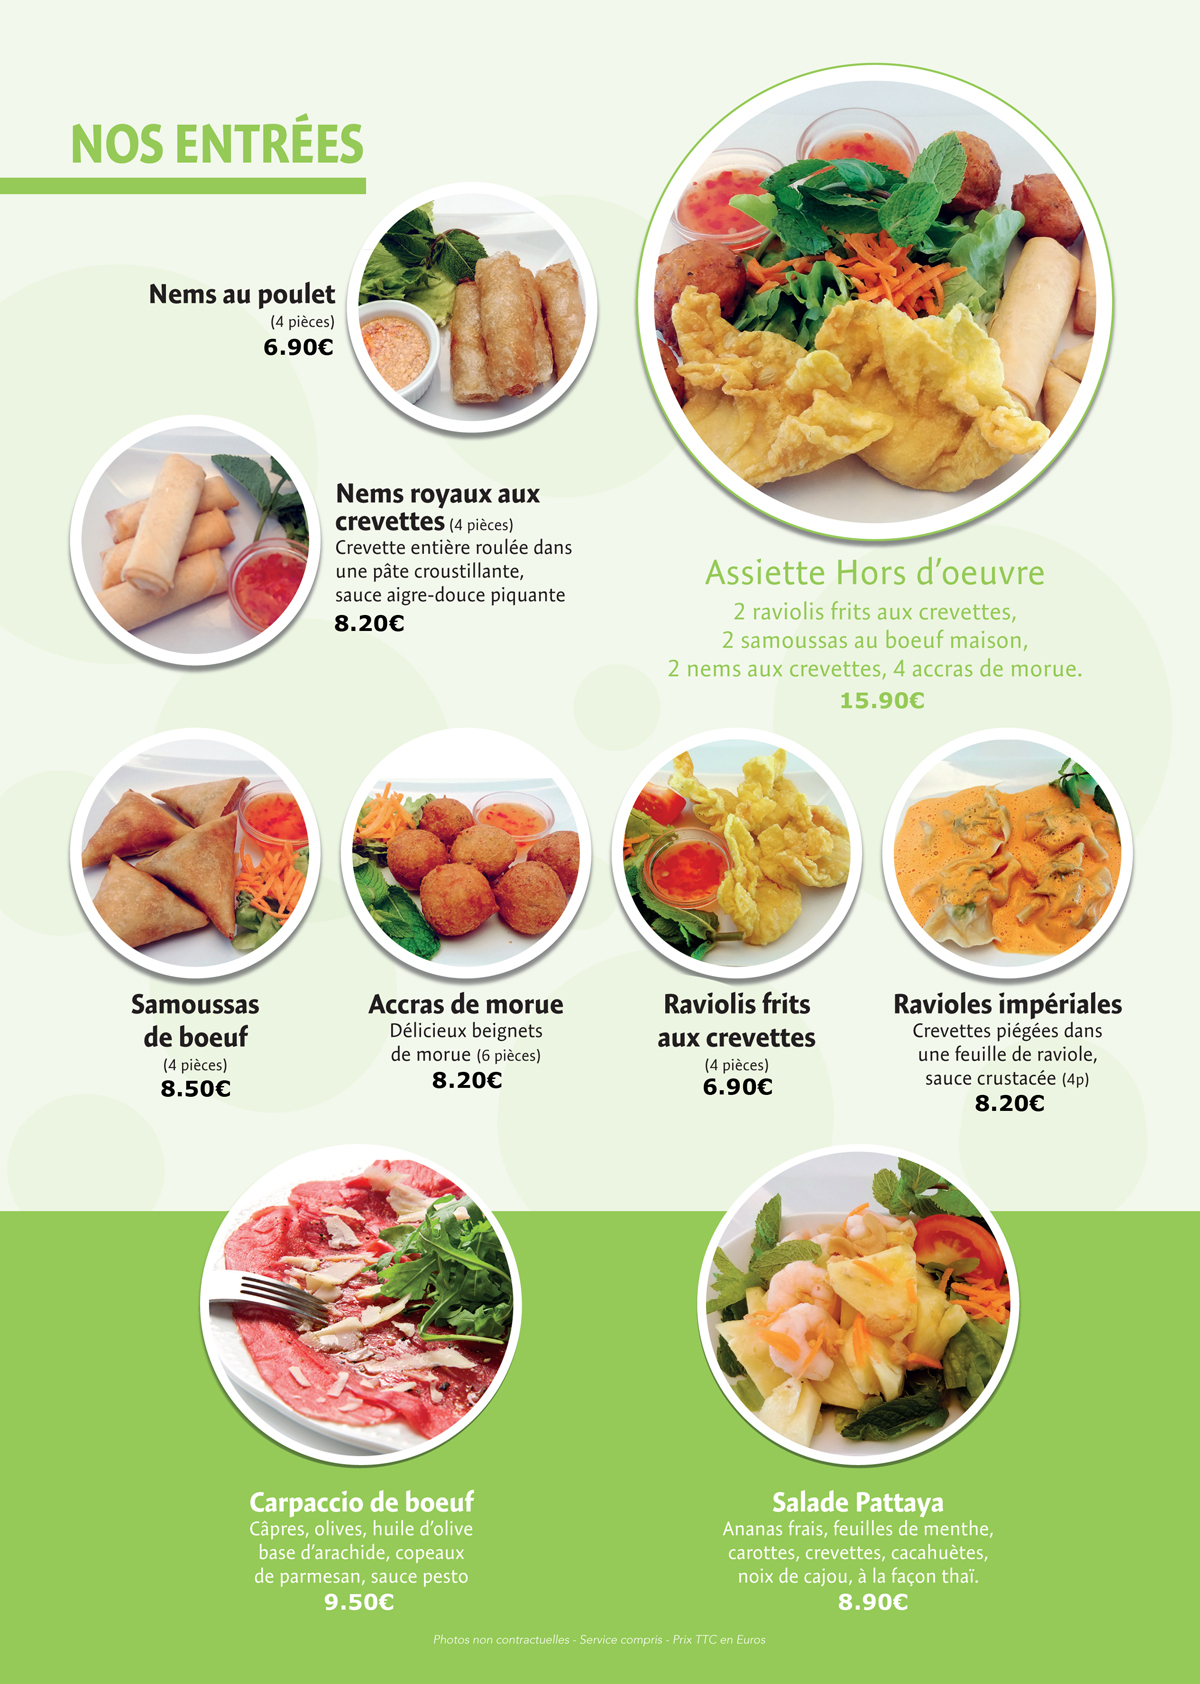 NOS ENTRÉES
Nems au poulet
(4 pièces)
6.90€
Nems royaux aux
crevettes (4 pièces)
Crevette entière roulée dans
une pâte croustillante,
sauce aigre-douce piquante
8.20€
Assiette Hors d’oeuvre
2 raviolis frits aux crevettes,
2 samoussas au boeuf maison,
2 nems aux crevettes, 4 accras de morue.
15.90€
Samoussas
de boeuf
(4 pièces)
8.50€
Accras de morue
Délicieux beignets
de morue (6 pièces)
8.20€
Raviolis frits
aux crevettes
(4 pièces)
6.90€
Ravioles impériales
Crevettes piégées dans
une feuille de raviole,
sauce crustacée (4p)
8.20€
Carpaccio de boeuf
Câpres, olives, huile d’olive
base d’arachide, copeaux
de parmesan, sauce pesto
9.50€
Salade Pattaya
Ananas frais, feuilles de menthe,
carottes, crevettes, cacahuètes,
noix de cajou, à la façon thaï.
8.90€
Photos non contractuelles - Service compris - Prix TTC en Euros